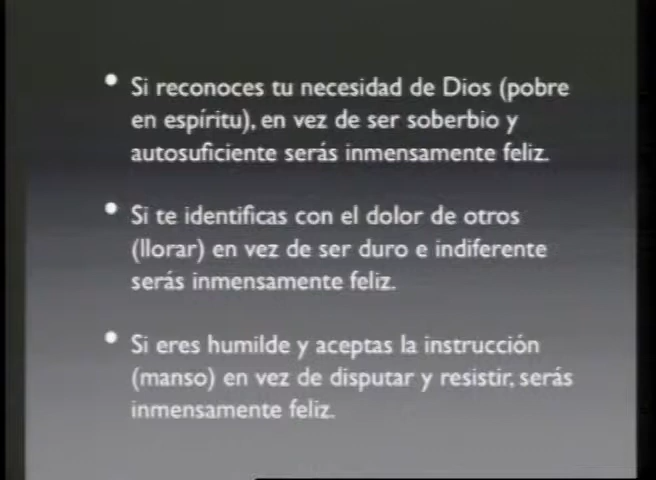 • Si reconoces tu necesidad de Dios (pobre
en espíritu), en vez de ser soberbio y
autosuficiente serás inmensamente feliz.
• Si te identificas con el dolor de otros
(llorar) en vez de ser duro e indiferente
serás inmensamente feliz.
• Si eres humilde y aceptas la instrucción
(manso) en vez de disputar y resistir, serás
inmensamente feliz.